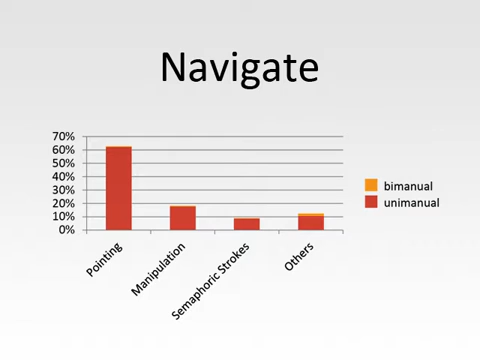 Navigate
70%
60%
50%
40%
30%
20%
10%
0%
Pointing
Manipulation
Semaphoric Strokes
Others
bimanual
unimanual